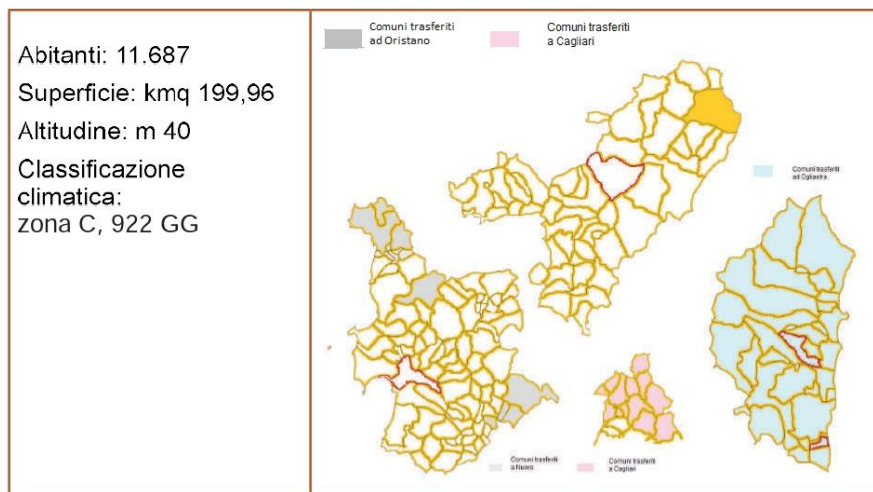 Abitanti: 11.687
Superficie: kmq 199,96
Altitudine: m 40
Classificazione
climatica:
zona C, 922 GG
Comuni trasferiti
ad Oristano
Comuni trasferiti
a Cagliari
Comuni trasferiti
ad Ogliastra
Comuni trasferiti
a Nuoro
Comuni trasferiti
a Cagliari